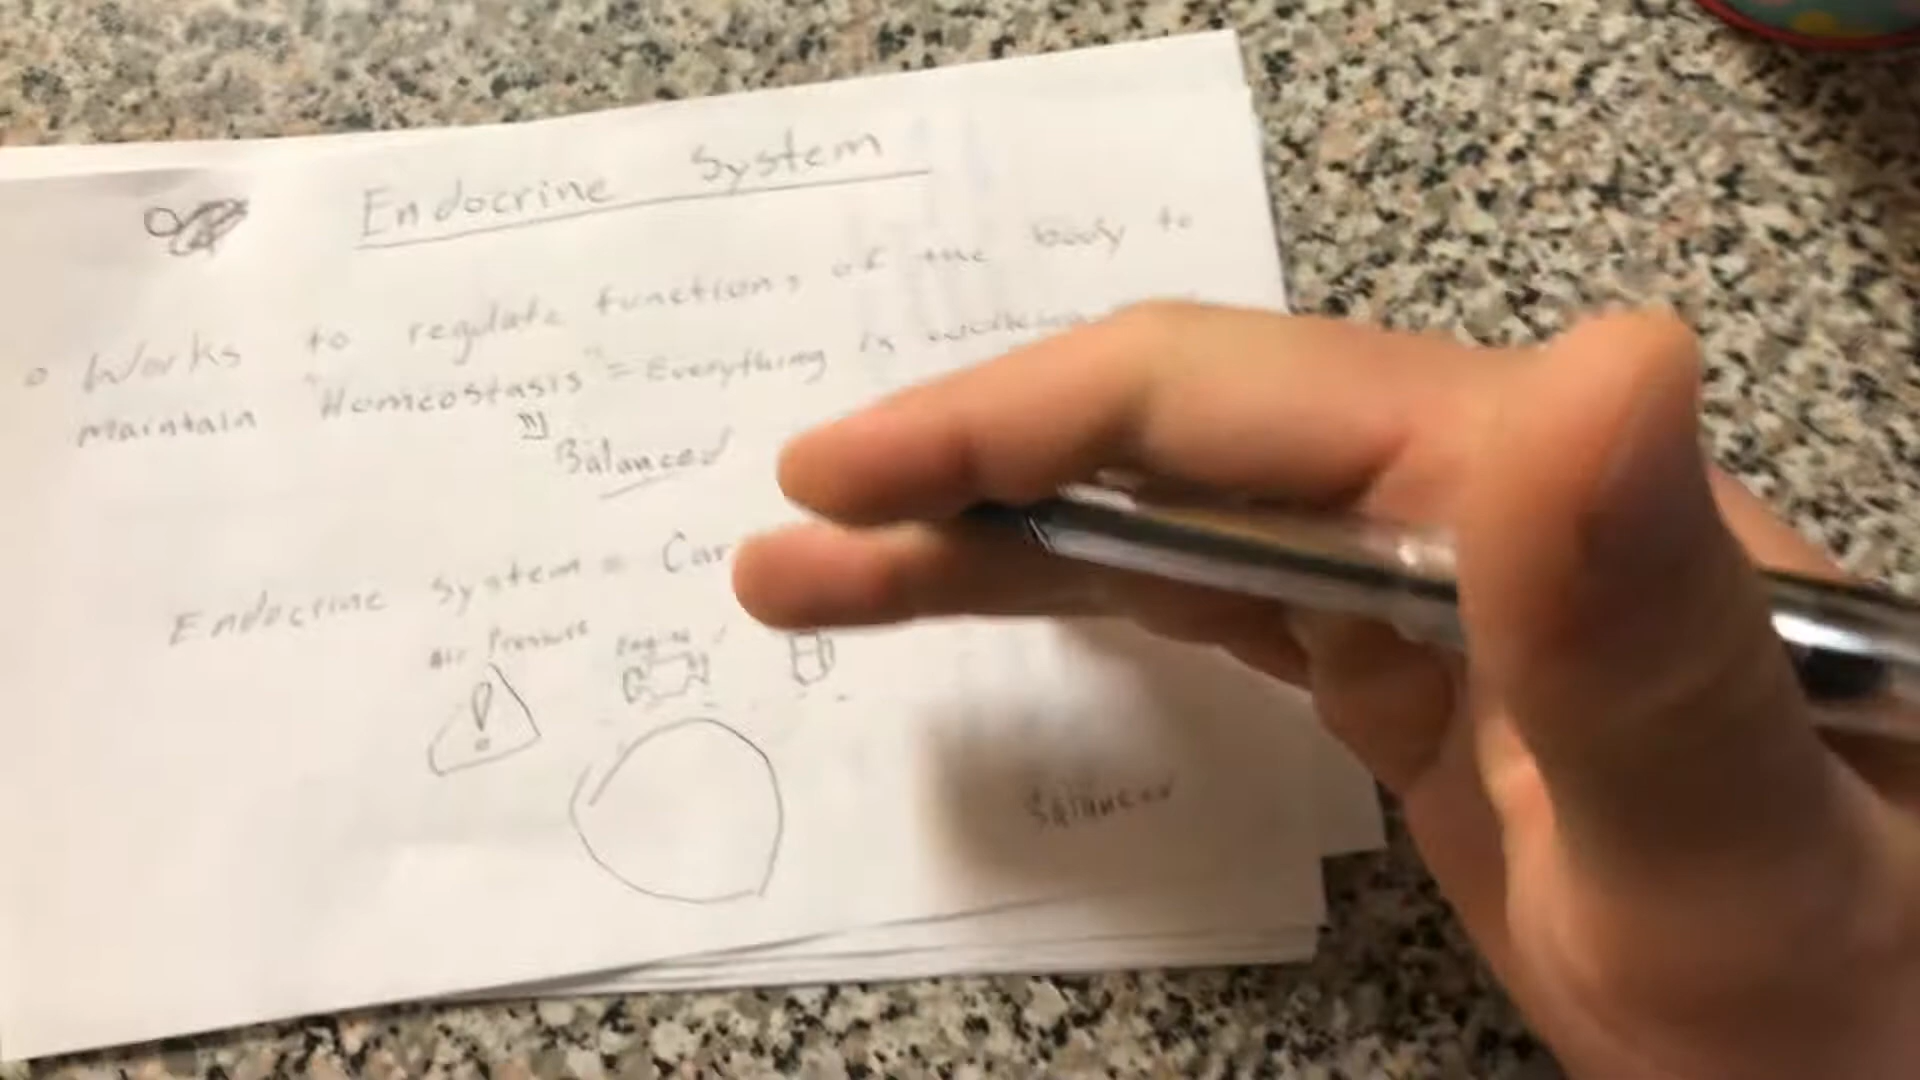 Endocrine System
Works to regulate functions of the body to
maintain "Homeostasis" = Everything is working
Balanced
Endocrine System = Car
Air Pressure Engine
!
Balanced